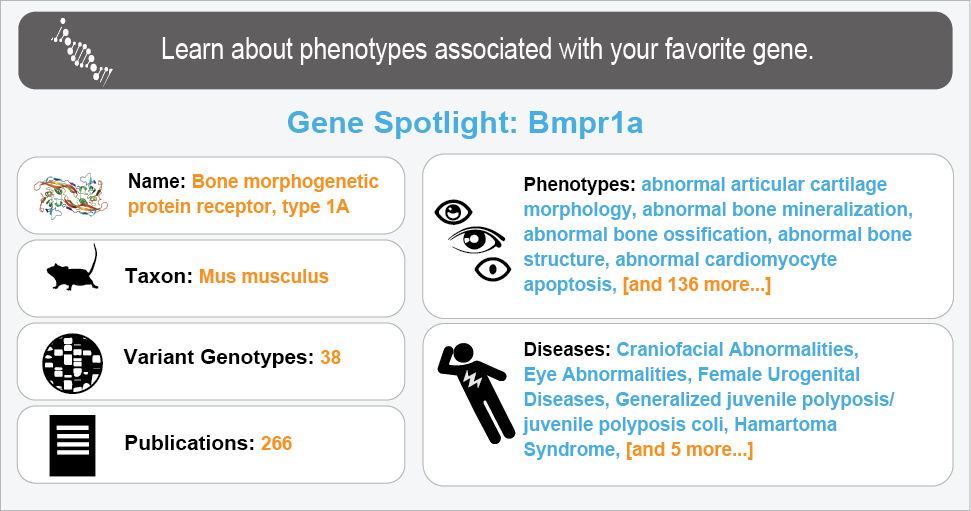 Learn about phenotypes associated with your favorite gene.
Gene Spotlight: Bmpr1a
Name: Bone morphogenetic
protein receptor, type 1A
Taxon: Mus musculus
Variant Genotypes: 38
Publications: 266
Phenotypes: abnormal articular cartilage
morphology, abnormal bone mineralization,
abnormal bone ossification, abnormal bone
structure, abnormal cardiomyocyte
apoptosis, [and 136 more...]
Diseases: Craniofacial Abnormalities,
Eye Abnormalities, Female Urogenital
Diseases, Generalized juvenile polyposis/
juvenile polyposis coli, Hamartoma
Syndrome, [and 5 more...]